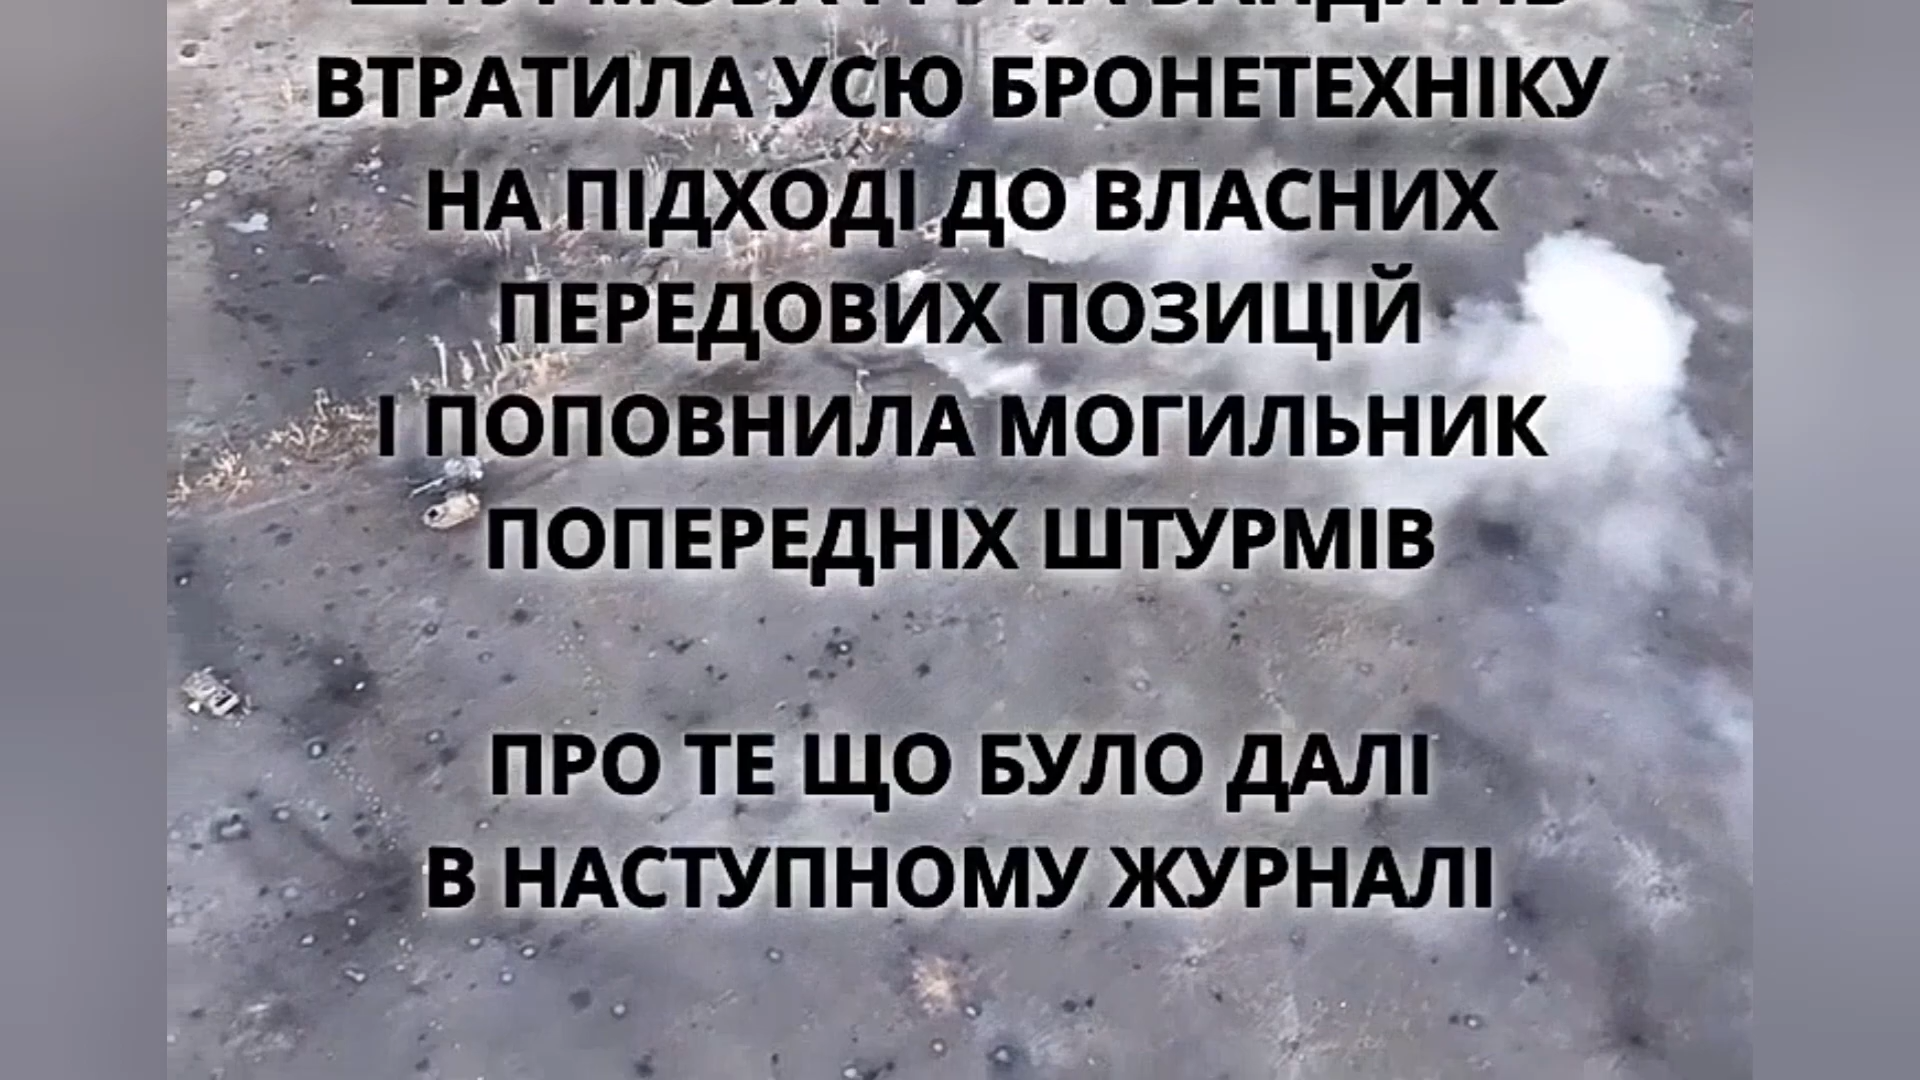 ВТРАТИЛА УСЮ БРОНЕТЕХНІКУ
НА ПІДХОДІ ДО ВЛАСНИХ
ПЕРЕДОВИХ ПОЗИЦІЙ
І ПОПОВНИЛА МОГИЛЬНИК
ПОПЕРЕДНІХ ШТУРМІВ
ПРО ТЕ ЩО БУЛО ДАЛІ
В НАСТУПНОМУ ЖУРНАЛІ